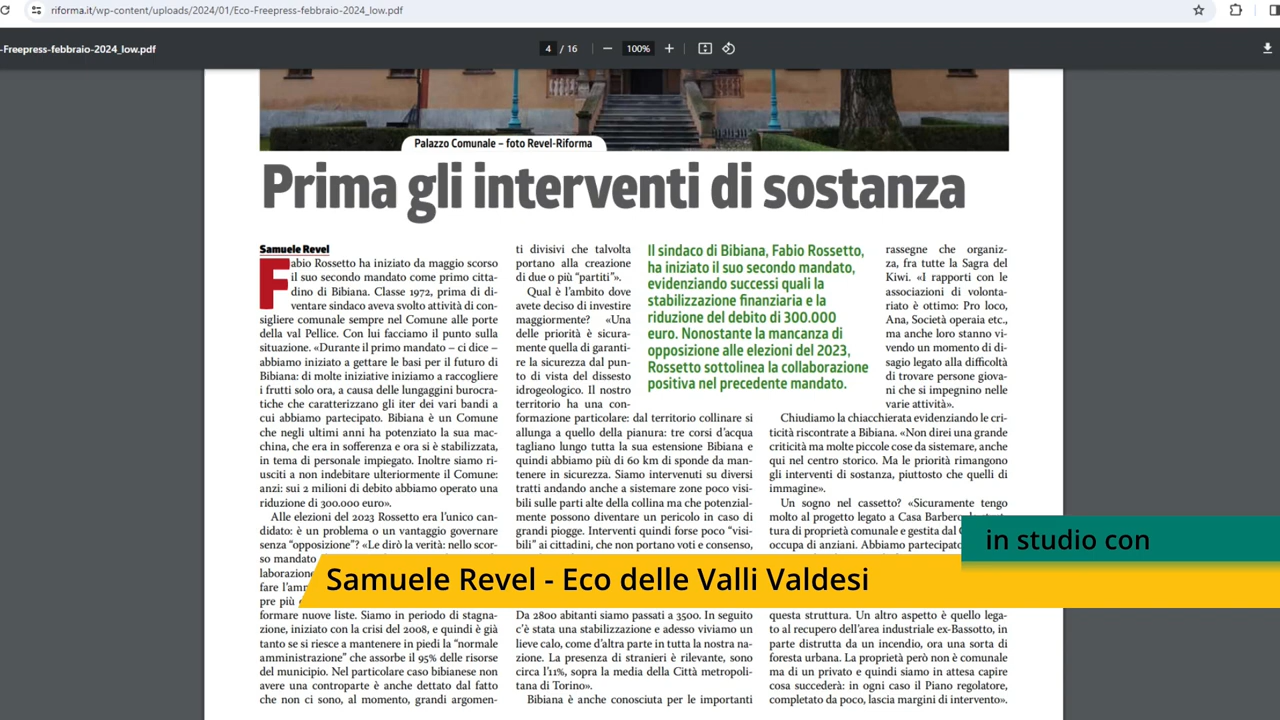 riforma.it/wp-content/uploads/2024/01/Eco-Freepress-febbraio-2024_low.pdf
-Freepress-febbraio-2024_low.pdf
4 / 16
100%
Palazzo Comunale – foto Revel-Riforma
Prima gli interventi di sostanza
Samuele Revel
Fabio Rossetto ha iniziato da maggio scorso
il suo secondo mandato come primo citta-
dino di Bibiana. Classe 1972, prima di di-
ventare sindaco aveva svolto attività di con-
sigliere comunale sempre nel Comune alle porte
della val Pellice. Con lui facciamo il punto sulla
situazione. «Durante il primo mandato – ci dice –
abbiamo iniziato a gettare le basi per il futuro di
Bibiana: di molte iniziative iniziamo a raccogliere
i frutti solo ora, a causa delle lungaggini burocra-
tiche che caratterizzano gli iter dei vari bandi a
cui abbiamo partecipato. Bibiana è un Comune
che negli ultimi anni ha potenziato la sua mac-
china, che era in sofferenza e ora si è stabilizzata,
in tema di personale impiegato. Inoltre siamo ri-
usciti a non indebitare ulteriormente il Comune:
anzi: sui 2 milioni di debito abbiamo operato una
riduzione di 300.000 euro».
Alle elezioni del 2023 Rossetto era l'unico can-
didato: è un problema o un vantaggio governare
senza “opposizione”? «Le dirò la verità: nello scor-
so mandato
laborazione
fare l'amm
pre più
formare nuove liste. Siamo in periodo di stagna-
zione, iniziato con la crisi del 2008, e quindi è già
tanto se si riesce a mantenere in piedi la “normale
amministrazione” che assorbe il 95% delle risorse
del municipio. Nel particolare caso bibianese non
avere una controparte è anche dettato dal fatto
che non ci sono, al momento, grandi argomen-
ti divisivi che talvolta
portano alla creazione
di due o più “partiti”».
Qual è l'ambito dove
avete deciso di investire
maggiormente? «Una
delle priorità è sicura-
mente quella di garanti-
re la sicurezza dal pun-
to di vista del dissesto
idrogeologico. Il nostro
territorio ha una con-
formazione particolare: dal territorio collinare si
allunga a quello della pianura: tre corsi d'acqua
tagliano lungo tutta la sua estensione Bibiana e
quindi abbiamo più di 60 km di sponde da man-
tenere in sicurezza. Siamo intervenuti su diversi
tratti andando anche a sistemare zone poco visi-
bili sulle parti alte della collina ma che potenzial-
mente possono diventare un pericolo in caso di
grandi piogge. Interventi quindi forse poco “visi-
bili” ai cittadini, che non portano voti e consenso,
Da 2800 abitanti siamo passati a 3500. In seguito
c'è stata una stabilizzazione e adesso viviamo un
lieve calo, come d'altra parte in tutta la nostra na-
zione. La presenza di stranieri è rilevante, sono
circa l'11%, sopra la media della Città metropoli-
tana di Torino».
Bibiana è anche conosciuta per le importanti
Il sindaco di Bibiana, Fabio Rossetto,
ha iniziato il suo secondo mandato,
evidenziando successi quali la
stabilizzazione finanziaria e la
riduzione del debito di 300.000
euro. Nonostante la mancanza di
opposizione alle elezioni del 2023,
Rossetto sottolinea la collaborazione
positiva nel precedente mandato.
rassegne che organiz-
za, fra tutte la Sagra del
Kiwi. «I rapporti con le
associazioni di volonta-
riato è ottimo: Pro loco,
Ana, Società operaia etc.,
ma anche loro stanno vi-
vendo un momento di di-
sagio legato alla difficoltà
di trovare persone giova-
ni che si impegnino nelle
varie attività».
Chiudiamo la chiacchierata evidenziando le cri-
ticità riscontrate a Bibiana. «Non direi una grande
criticità ma molte piccole cose da sistemare, anche
qui nel centro storico. Ma le priorità rimangono
gli interventi di sostanza, piuttosto che quelli di
immagine».
Un sogno nel cassetto? «Sicuramente tengo
molto al progetto legato a Casa Barbero
tura di proprietà comunale e gestita dal
occupa di anziani. Abbiamo partecipato
questa struttura. Un altro aspetto è quello lega-
to al recupero dell'area industriale ex-Bassotto, in
parte distrutta da un incendio, ora una sorta di
foresta urbana. La proprietà però non è comunale
ma di un privato e quindi siamo in attesa capire
cosa succederà: in ogni caso il Piano regolatore,
completato da poco, lascia margini di intervento».
in studio con
Samuele Revel - Eco delle Valli Valdesi